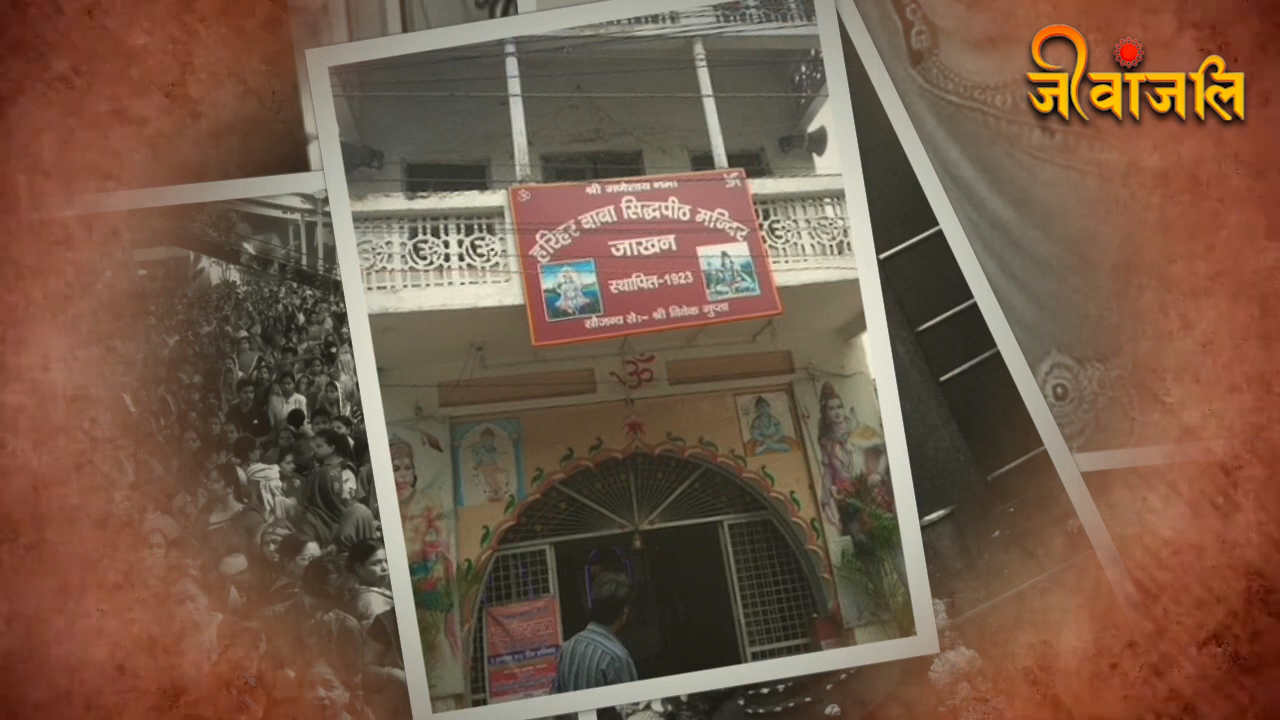 जीवांजलि
श्री गणेशाय नमः
हरिहर बाबा सिद्धपीठ मन्दिर
जाखन
स्थापित-1923
सौजन्य से:- श्री विवेक गुप्ता
ॐ